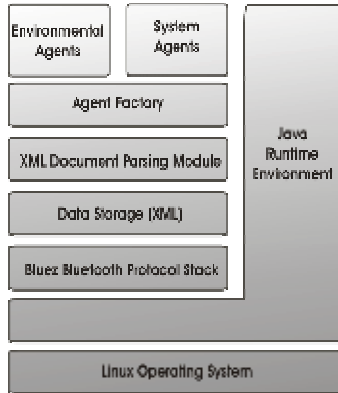 Environmental
Agents
System
Agents
Agent Factory
XML Document Parsing Module
Data Storage (XML)
Bluez Bluetooth Protocol Stack
Java
Runtime
Environment
Linux Operating System